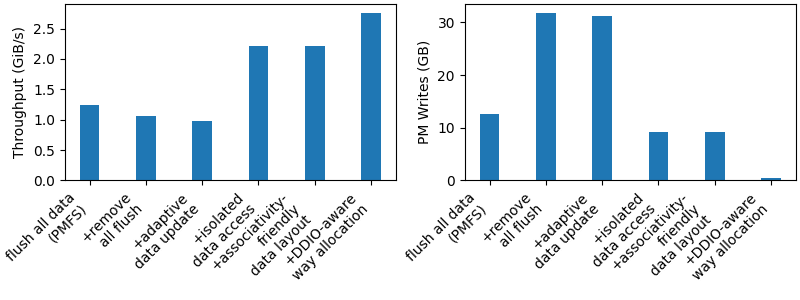 Throughput (GiB/s)
2.5
2.0
1.5
1.0
0.5
0.0
flush all data
(PMFS)
+remove
all flush
+adaptive
data update
+isolated
data access
+associativity-
friendly
data layout
+DDIO-aware
way allocation
PM Writes (GB)
30
20
10
0
flush all data
(PMFS)
+remove
all flush
+adaptive
data update
+isolated
data access
+associativity-
friendly
data layout
+DDIO-aware
way allocation